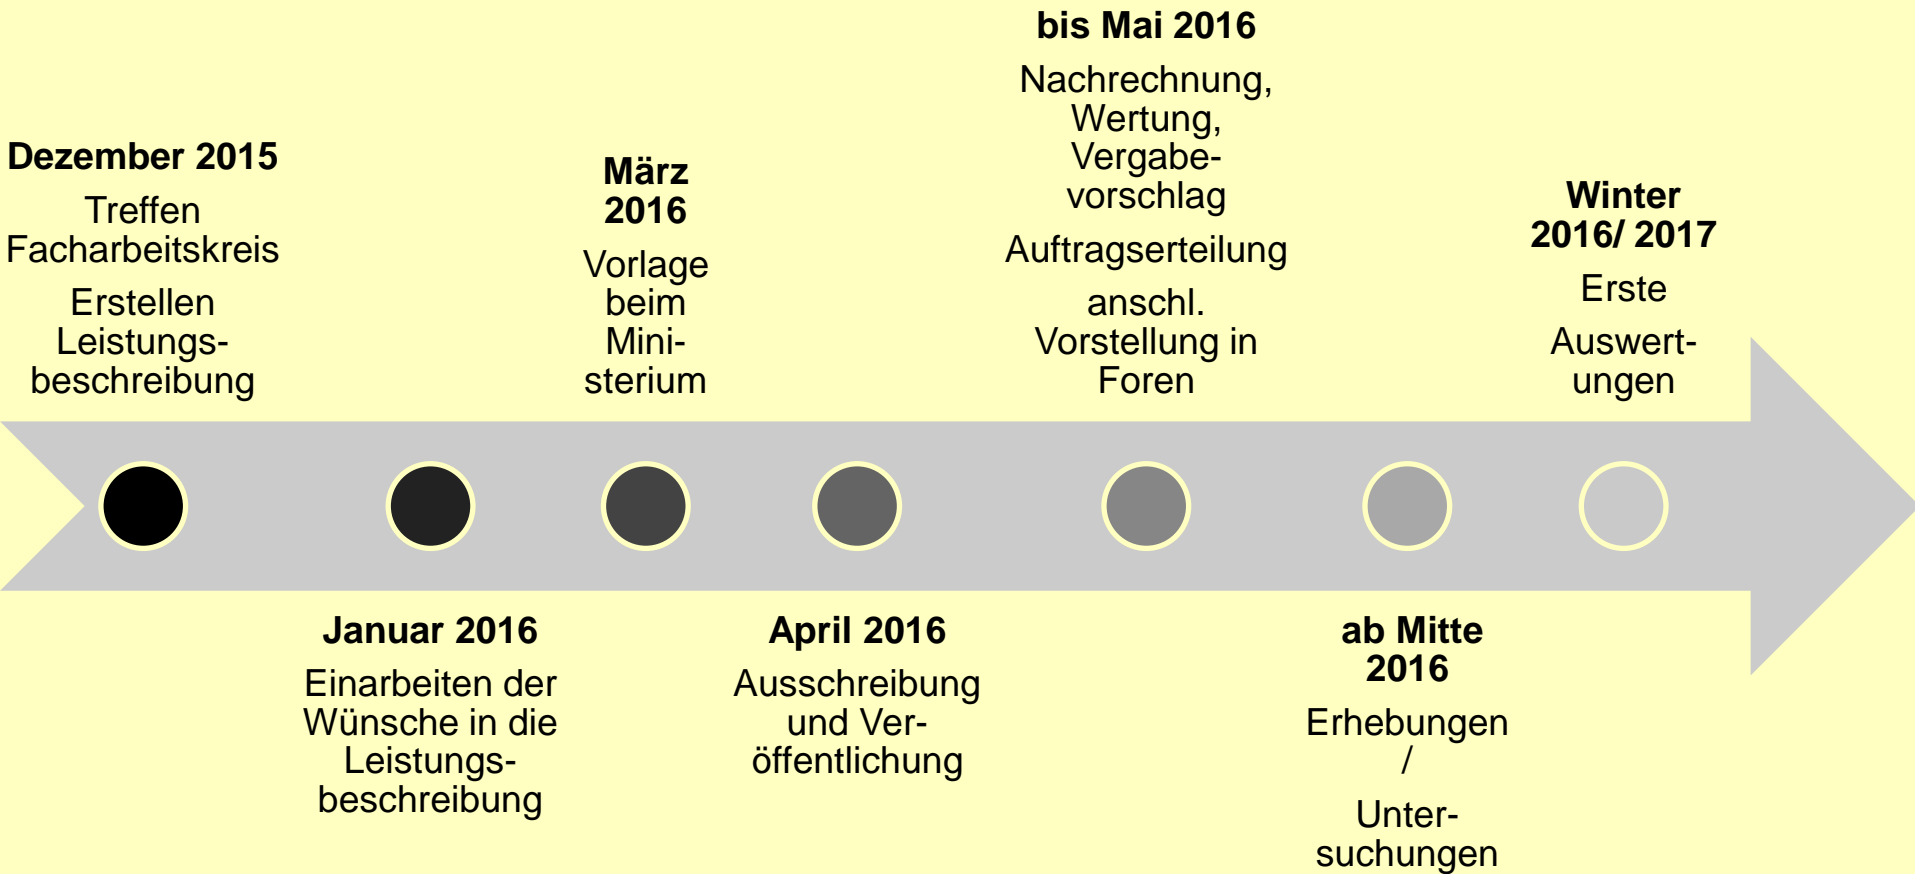 Dezember 2015
Treffen
Facharbeitskreis
Erstellen
Leistungs-
beschreibung
Januar 2016
Einarbeiten der
Wünsche in die
Leistungs-
beschreibung
März
2016
Vorlage
beim
Mini-
sterium
April 2016
Ausschreibung
und Ver-
öffentlichung
bis Mai 2016
Nachrechnung,
Wertung,
Vergabe-
vorschlag
Auftragserteilung
anschl.
Vorstellung in
Foren
ab Mitte
2016
Erhebungen
/
Unter-
suchungen
Winter
2016/ 2017
Erste
Auswert-
ungen